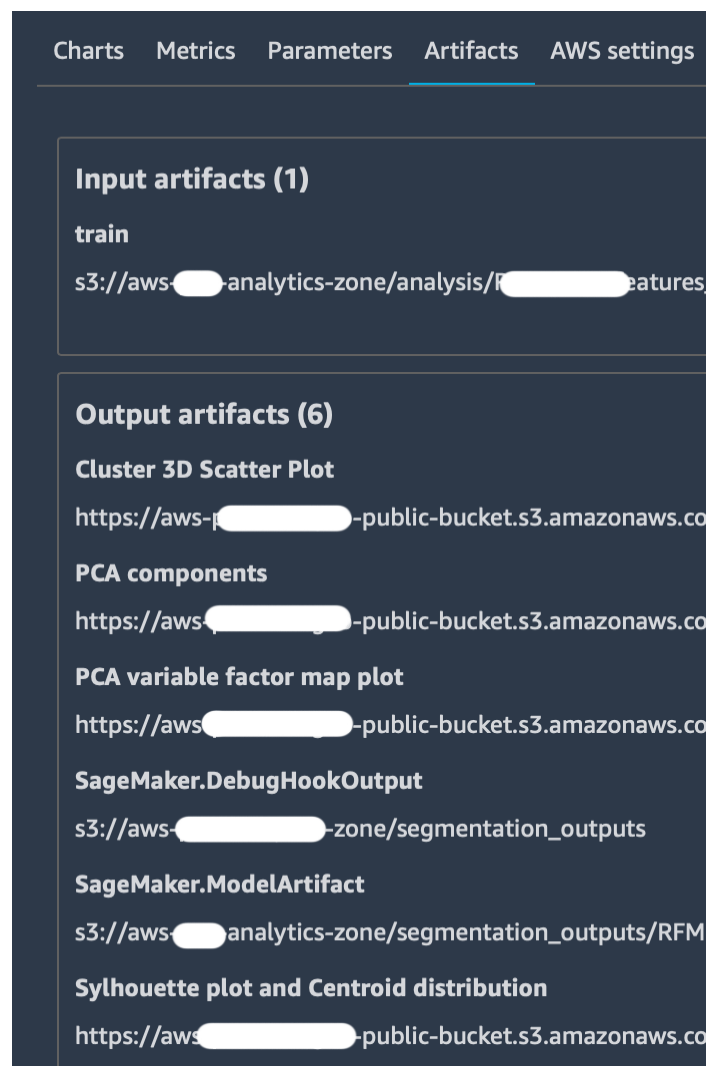 Charts Metrics Parameters Artifacts AWS settings
Input artifacts (1)
train
s3://aws- -analytics-zone/analysis/ eatures_
Output artifacts (6)
Cluster 3D Scatter Plot
https://aws- -public-bucket.s3.amazonaws.co
PCA components
https://aws- -public-bucket.s3.amazonaws.co
PCA variable factor map plot
https://aws -public-bucket.s3.amazonaws.co
SageMaker.DebugHookOutput
s3://aws- -zone/segmentation_outputs
SageMaker.ModelArtifact
s3://aws- analytics-zone/segmentation_outputs/RFM
Sylhouette plot and Centroid distribution
https://aws -public-bucket.s3.amazonaws.co